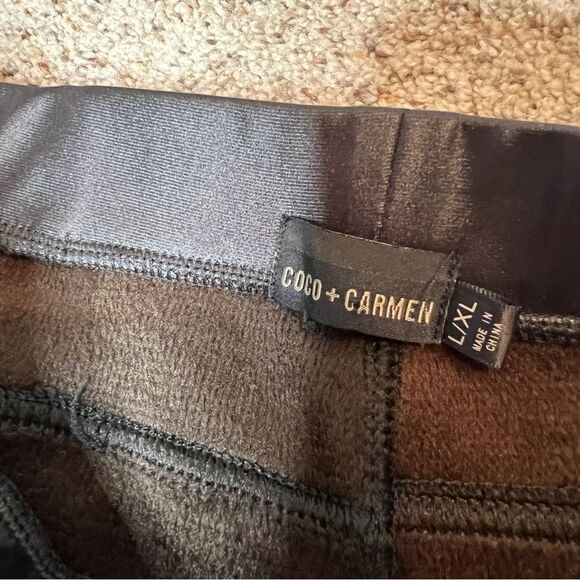 COCO + CARMEN
L/XL
MADE IN
CHINA